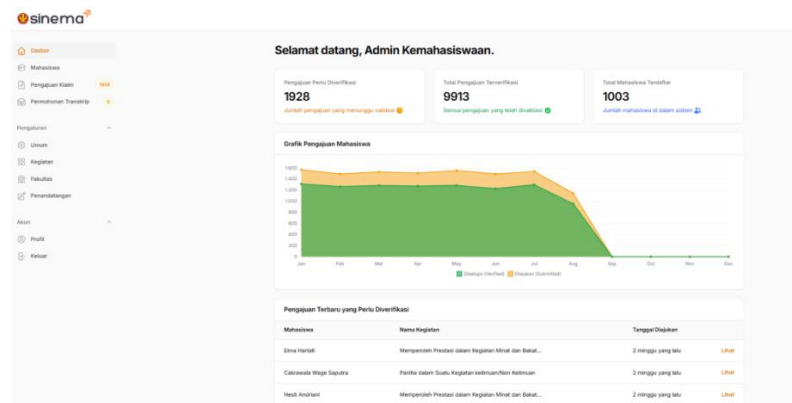 sinema
Dasbor
Mahasiswa
Pengajuan Klaim 1928
Permohonan Transkrip 0
Pengaturan
Umum
Kegiatan
Fakultas
Penandatangan
Akun
Profil
Keluar
Selamat datang, Admin Kemahasiswaan.
Pengajuan Perlu Diverifikasi
1928
Jumlah pengajuan yang menunggu validasi
Total Pengajuan Terverifikasi
9913
Semua pengajuan yang telah divalidasi
Total Mahasiswa Terdaftar
1003
Jumlah mahasiswa di dalam sistem
Grafik Pengajuan Mahasiswa
1.600
1.400
1.200
1.000
800
600
400
200
0
Jan Feb Mar Apr May Jun Jul Aug Sep Oct Nov Des
Disetujui (Verified) Diajukan (Submitted)
Pengajuan Terbaru yang Perlu Diverifikasi
Mahasiswa Nama Kegiatan Tanggal Diajukan
Elma Hartati Memperoleh Prestasi dalam Kegiatan Minat dan Bakat... 2 minggu yang lalu Lihat
Cakrawala Wage Saputra Panitia dalam Suatu Kegiatan keilmuan/Non Keilmuan 2 minggu yang lalu Lihat
Hesti Andriani Memperoleh Prestasi dalam Kegiatan Minat dan Bakat... 2 minggu yang lalu Lihat